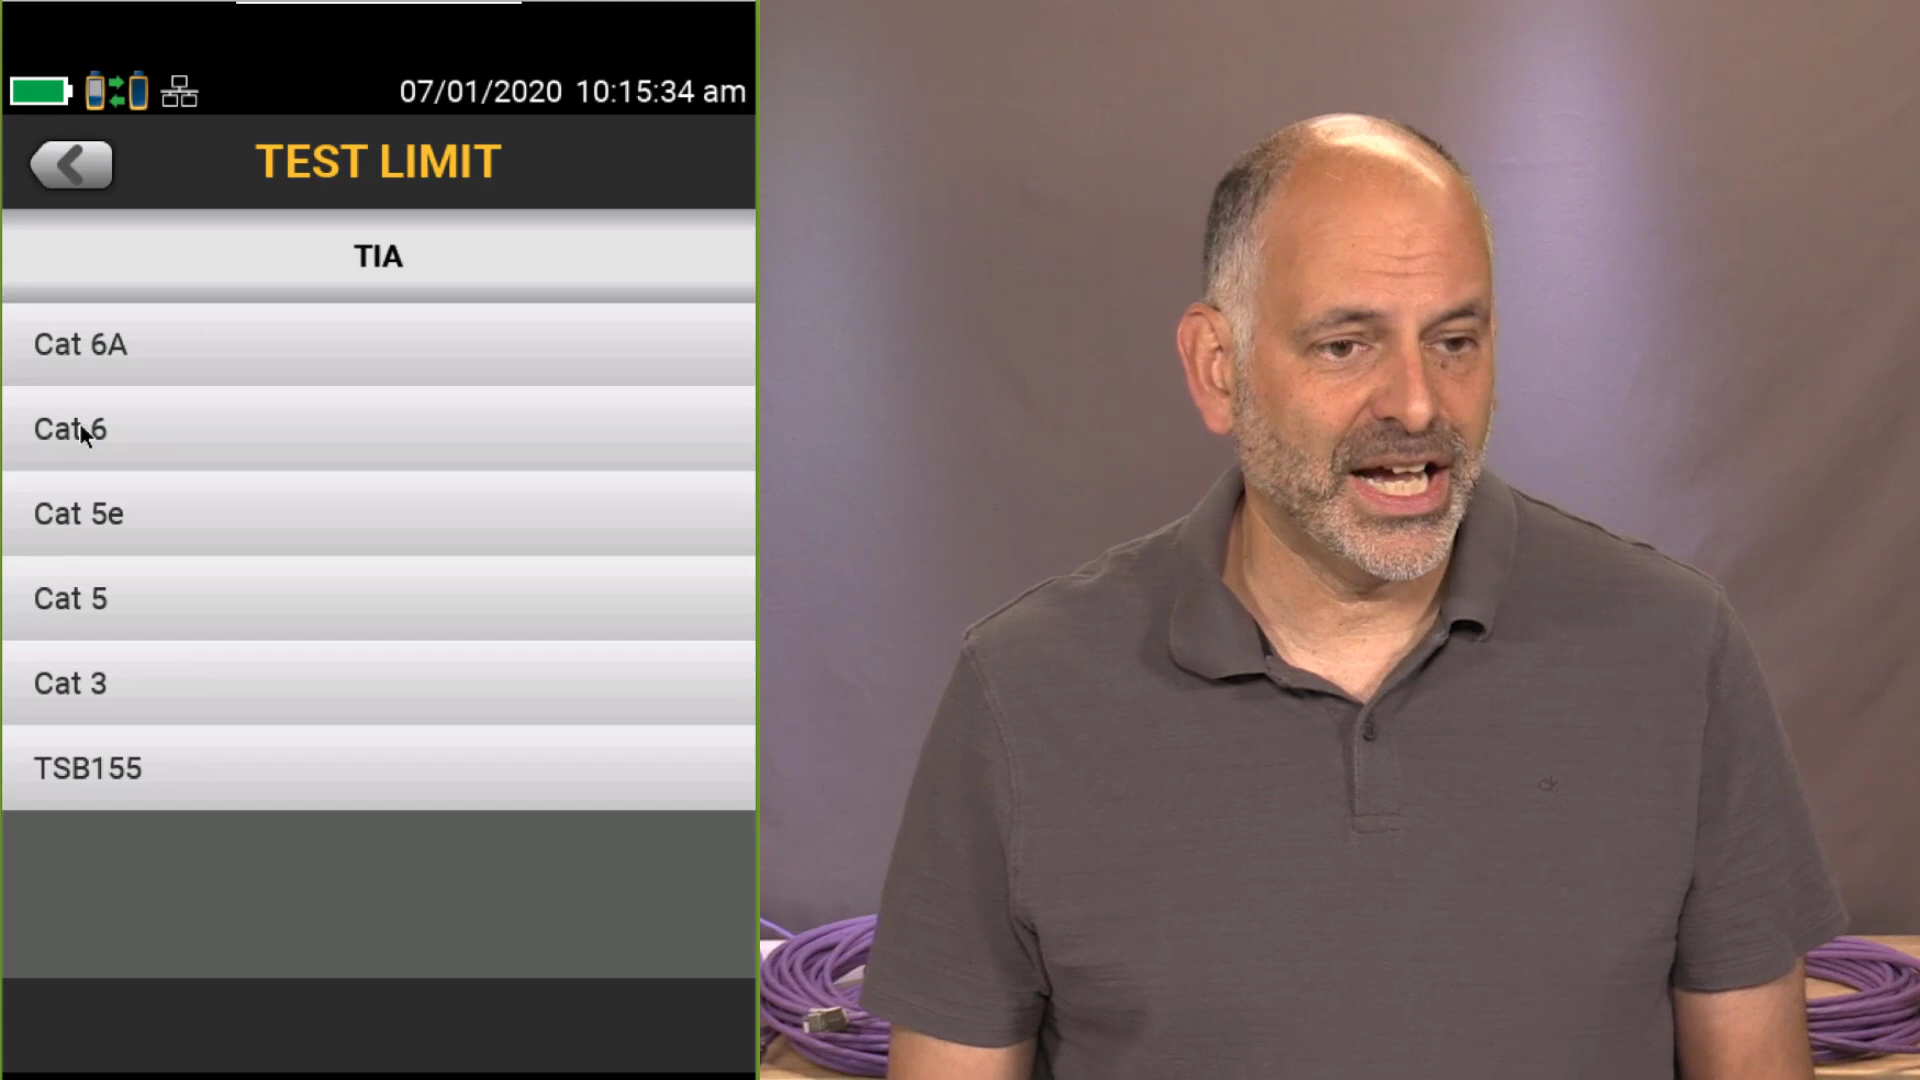 07/01/2020 10:15:34 am
TEST LIMIT
TIA
Cat 6A
Cat 6
Cat 5e
Cat 5
Cat 3
TSB155
ck